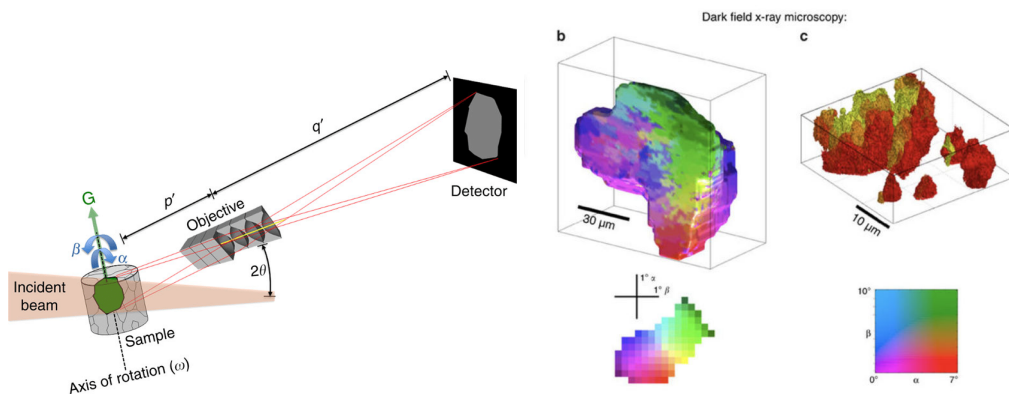 Dark field x-ray microscopy:
q′
Detector
p′
Objective
G
β
α
2θ
Incident
beam
Sample
Axis of rotation (ω)
b
30 μm
1° α
1° β
c
10 μm
10°
β
0°
α
7°